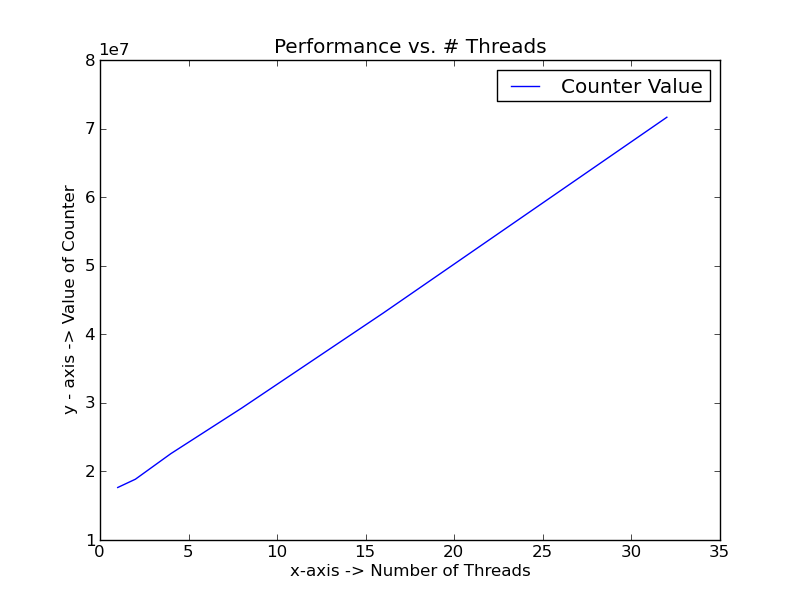 Performance vs. # Threads
1e7
Counter Value
8
7
6
5
4
3
2
1
y - axis -> Value of Counter
0 5 10 15 20 25 30 35
x-axis -> Number of Threads